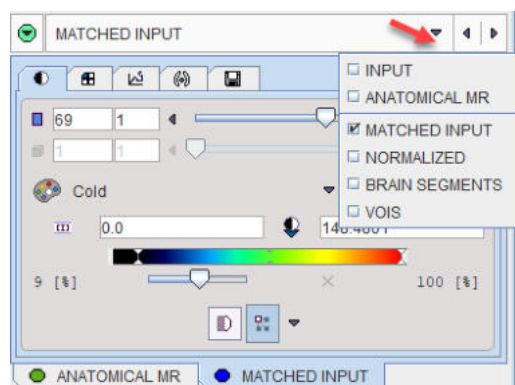 MATCHED INPUT
INPUT
ANATOMICAL MR
MATCHED INPUT
NORMALIZED
BRAIN SEGMENTS
VOIS
69 1
1 1
Cold
0.0
9 [%] 100 [%]
ANATOMICAL MR MATCHED INPUT